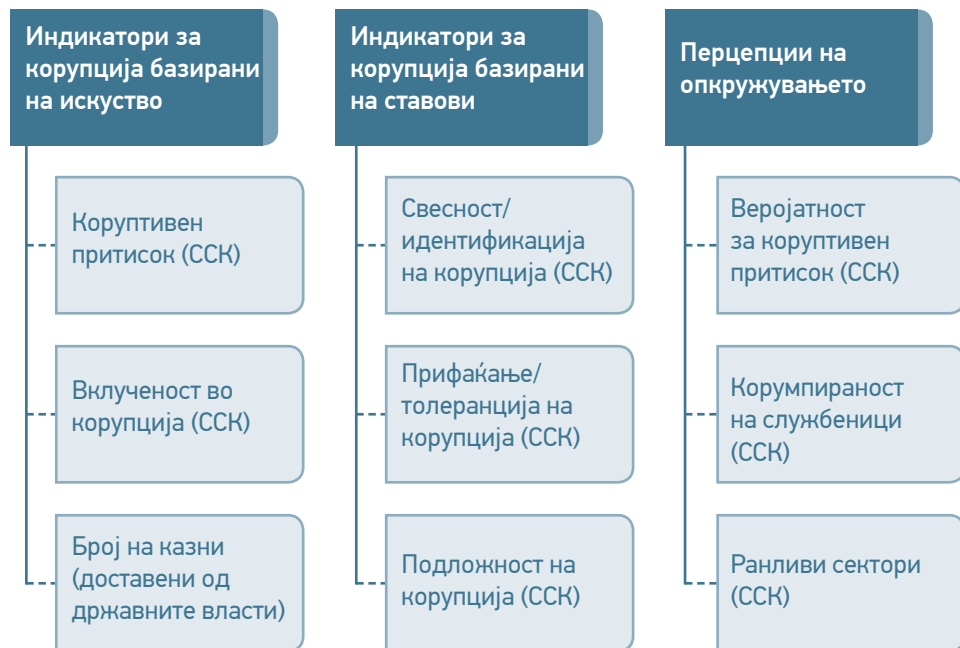 Индикатори за
корупција базирани
на искуство
Коруптивен
притисок (ССК)
Вклученост во
корупција (ССК)
Број на казни
(доставени од
државните власти)
Индикатори за
корупција базирани
на ставови
Свесност/
идентификација
на корупција (ССК)
Прифаќање/
толеранција на
корупција (ССК)
Подложност на
корупција (ССК)
Перцепции на
опкружувањето
Веројатност
за коруптивен
притисок (ССК)
Корумпираност
на службеници
(ССК)
Ранливи сектори
(ССК)